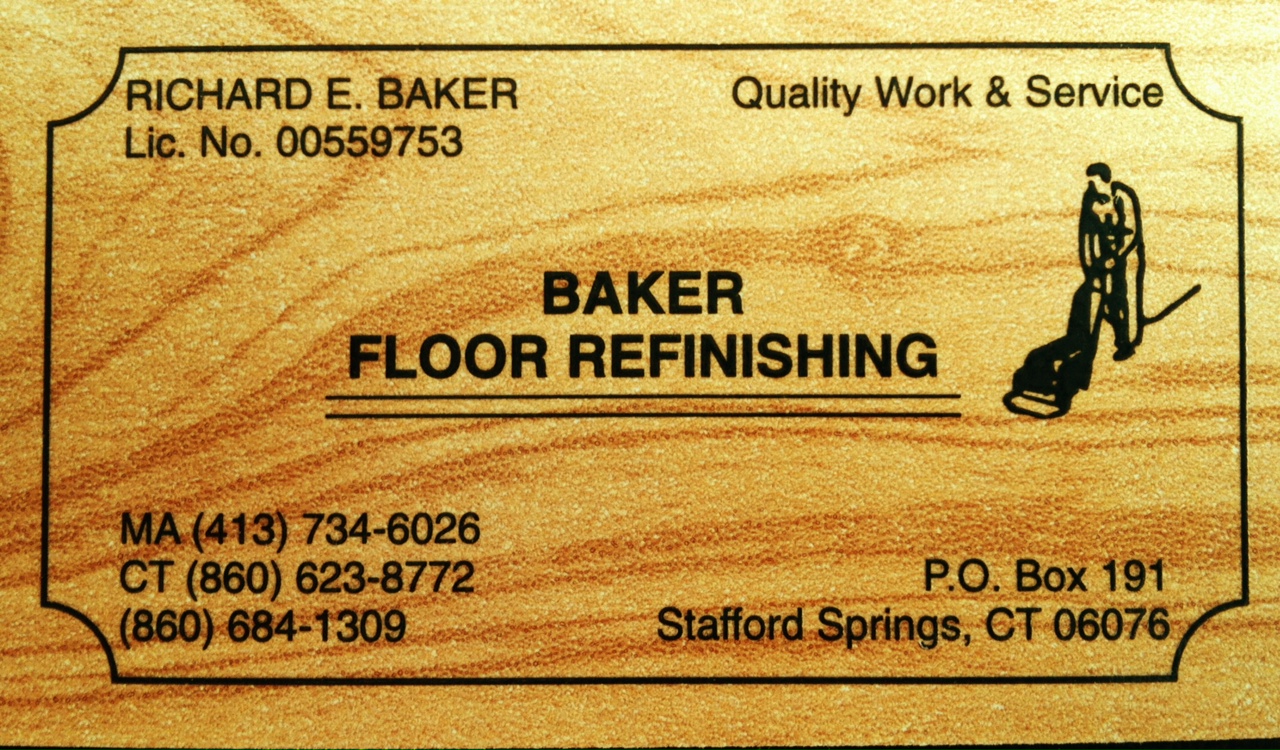 RICHARD E. BAKER
Lic. No. 00559753
Quality Work & Service
BAKER
FLOOR REFINISHING
MA (413) 734-6026
CT (860) 623-8772
(860) 684-1309
P.O. Box 191
Stafford Springs, CT 06076